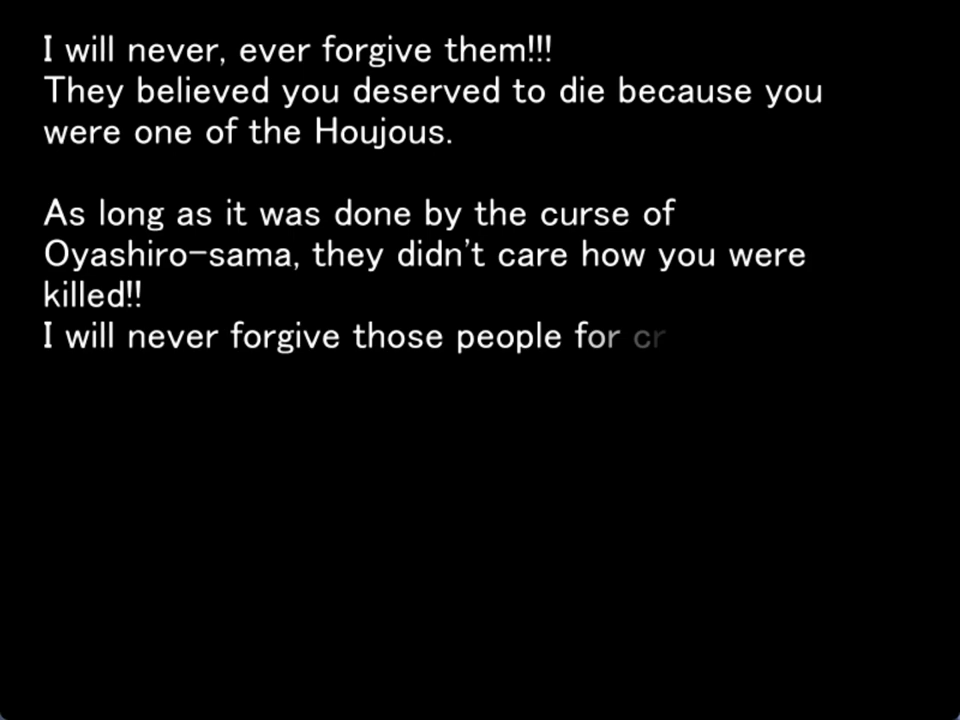 I will never, ever forgive them!!!
They believed you deserved to die because you
were one of the Houjous.
As long as it was done by the curse of
Oyashiro-sama, they didn't care how you were
killed!!
I will never forgive those people for cr